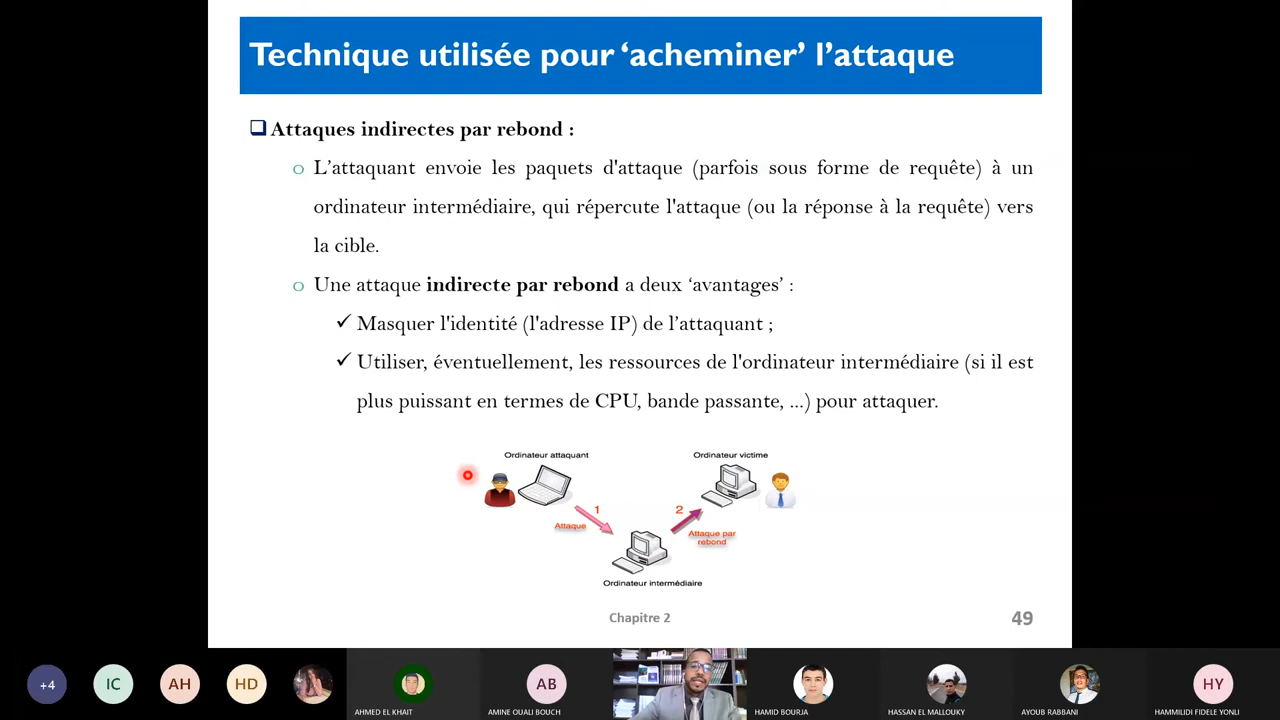 Technique utilisée pour ‘acheminer’ l’attaque
Attaques indirectes par rebond :
L’attaquant envoie les paquets d'attaque (parfois sous forme de requête) à un
ordinateur intermédiaire, qui répercute l'attaque (ou la réponse à la requête) vers
la cible.
Une attaque indirecte par rebond a deux ‘avantages’ :
Masquer l'identité (l'adresse IP) de l’attaquant ;
Utiliser, éventuellement, les ressources de l'ordinateur intermédiaire (si il est
plus puissant en termes de CPU, bande passante, ...) pour attaquer.
Ordinateur attaquant
Ordinateur victime
1
2
Attaque
Attaque par
rebond
Ordinateur intermédiaire
Chapitre 2
49
+4
IC
AH
HD
AB
HY
AHMED EL KHAIT
AMINE OUALI BOUCH
HAMID BOURJA
HASSAN EL MALLOUKY
AYOUB RABBANI
HAMMILIDI FIDELE YONLI